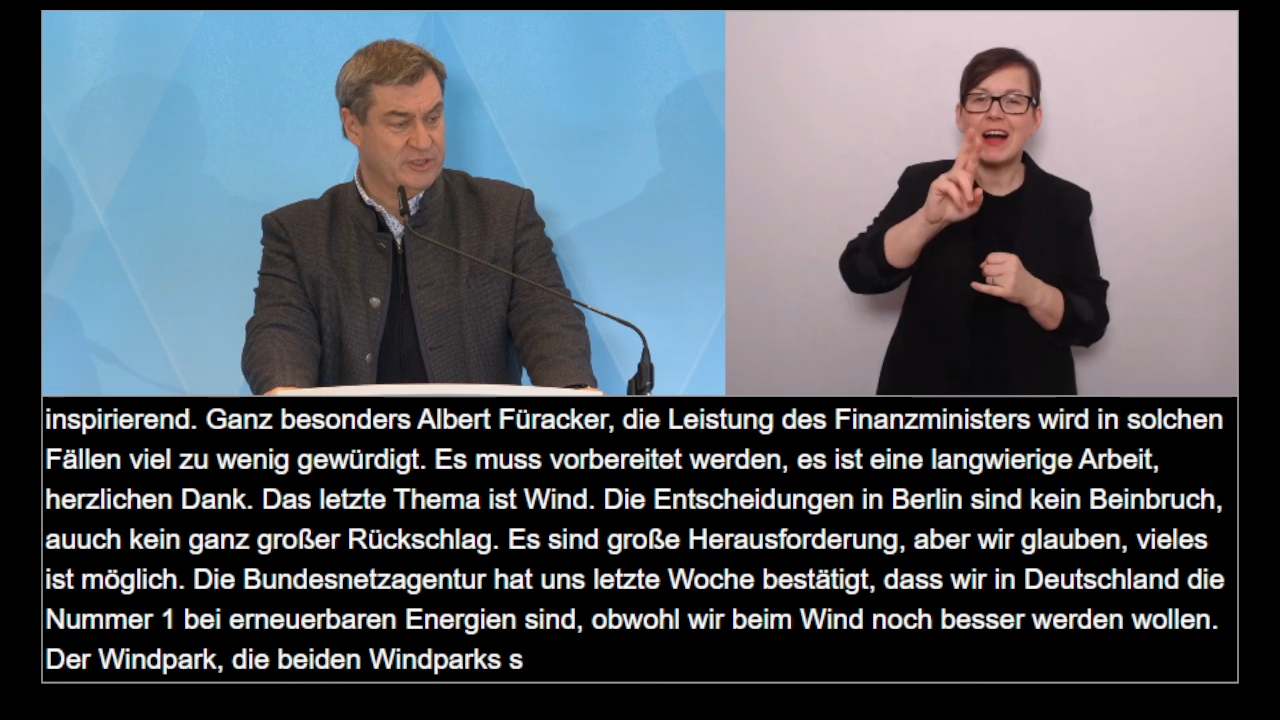 inspirierend. Ganz besonders Albert Füracker, die Leistung des Finanzministers wird in solchen
Fällen viel zu wenig gewürdigt. Es muss vorbereitet werden, es ist eine langwierige Arbeit,
herzlichen Dank. Das letzte Thema ist Wind. Die Entscheidungen in Berlin sind kein Beinbruch,
auuch kein ganz großer Rückschlag. Es sind große Herausforderung, aber wir glauben, vieles
ist möglich. Die Bundesnetzagentur hat uns letzte Woche bestätigt, dass wir in Deutschland die
Nummer 1 bei erneuerbaren Energien sind, obwohl wir beim Wind noch besser werden wollen.
Der Windpark, die beiden Windparks s